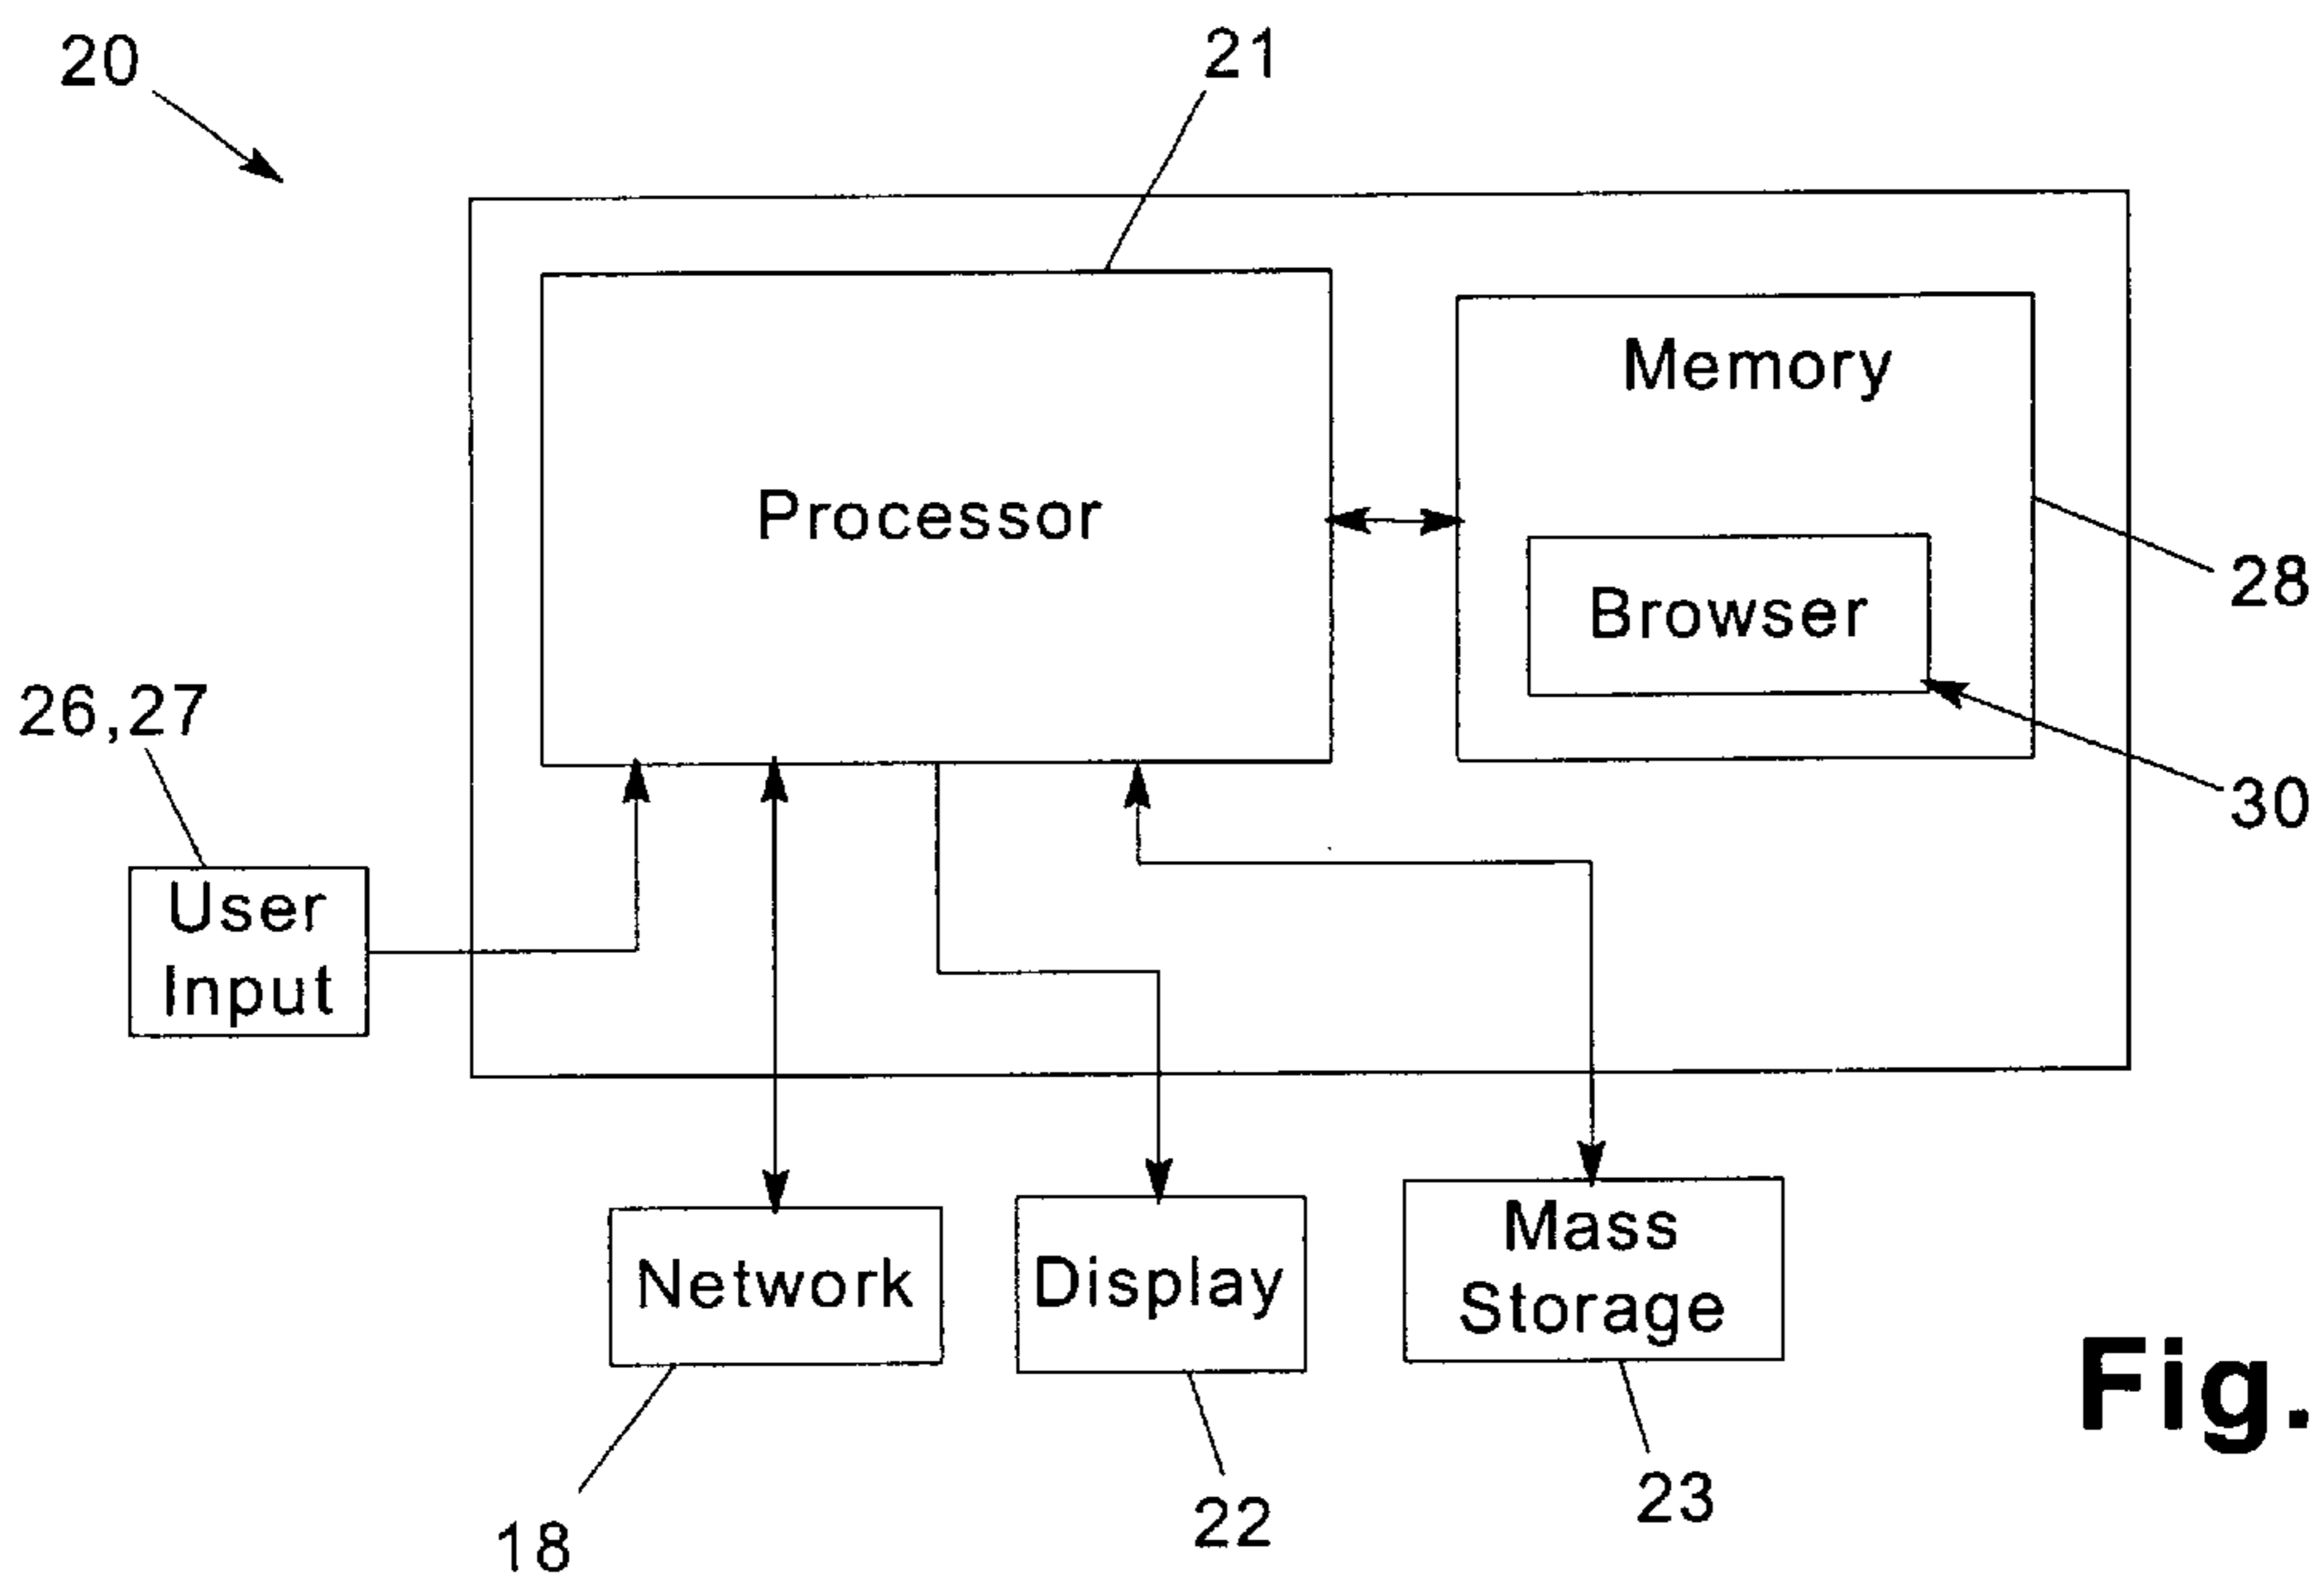 20
21
Processor
Memory
Browser
28
26,27
30
User
Input
Network
Display
Mass
Storage
Fig.
18
22
23